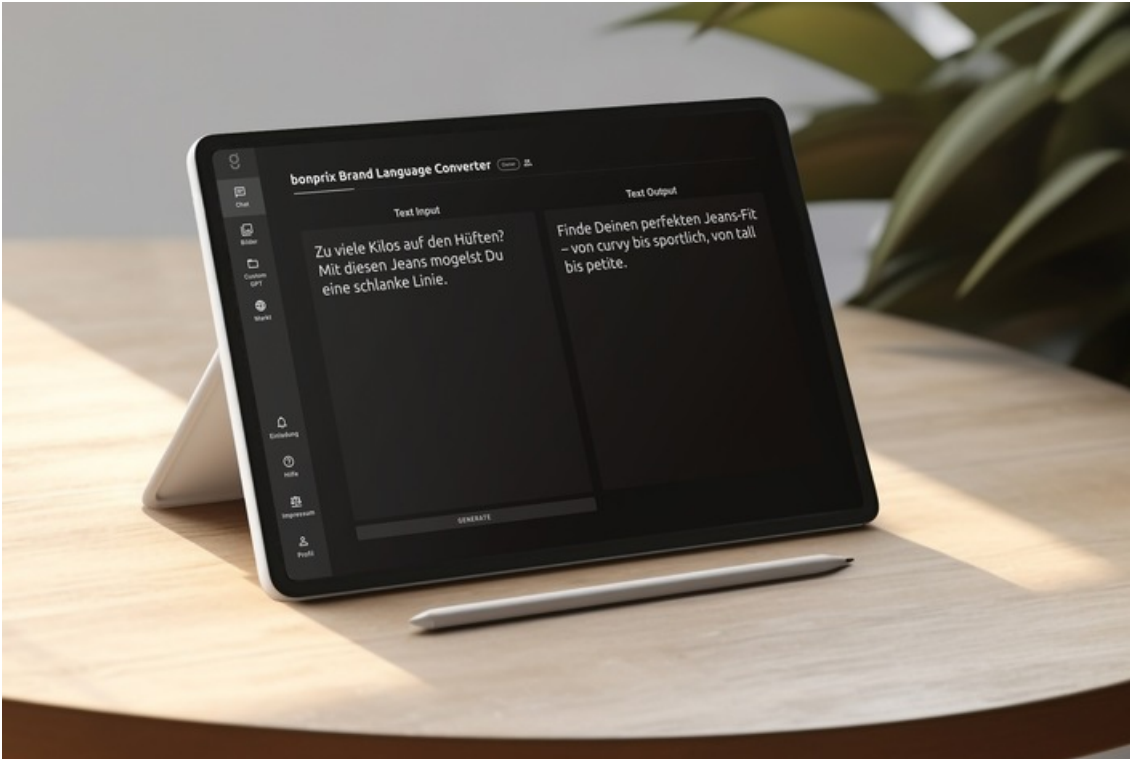 bonprix Brand Language Converter
Text Input
Zu viele Kilos auf den Hüften?
Mit diesen Jeans mogelst Du
eine schlanke Linie.
GENERATE
Text Output
Finde Deinen perfekten Jeans-Fit
– von curvy bis sportlich, von tall
bis petite.
Chat
Bilder
Custom
GPT
Markt
Einladung
Hilfe
Impressum
Profil